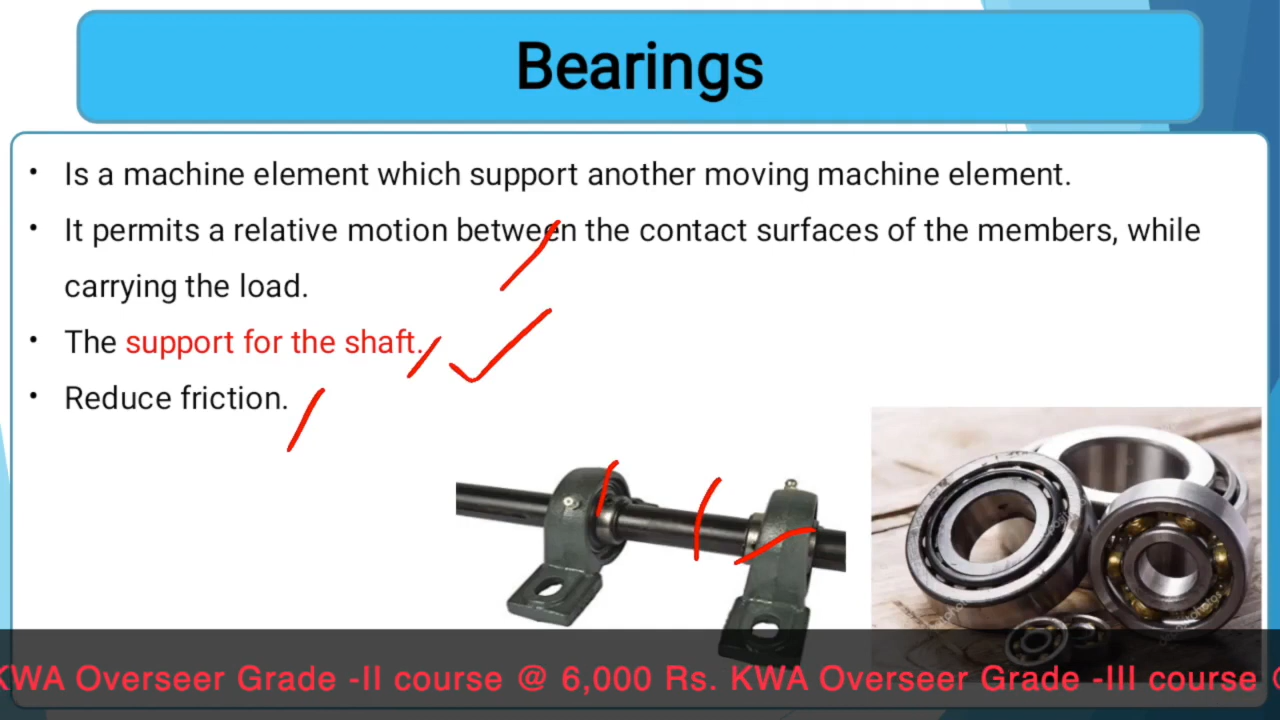 Bearings
• Is a machine element which support another moving machine element.
• It permits a relative motion between the contact surfaces of the members, while
carrying the load.
• The support for the shaft.
• Reduce friction.
KWA Overseer Grade -II course @ 6,000 Rs. KWA Overseer Grade -III course @